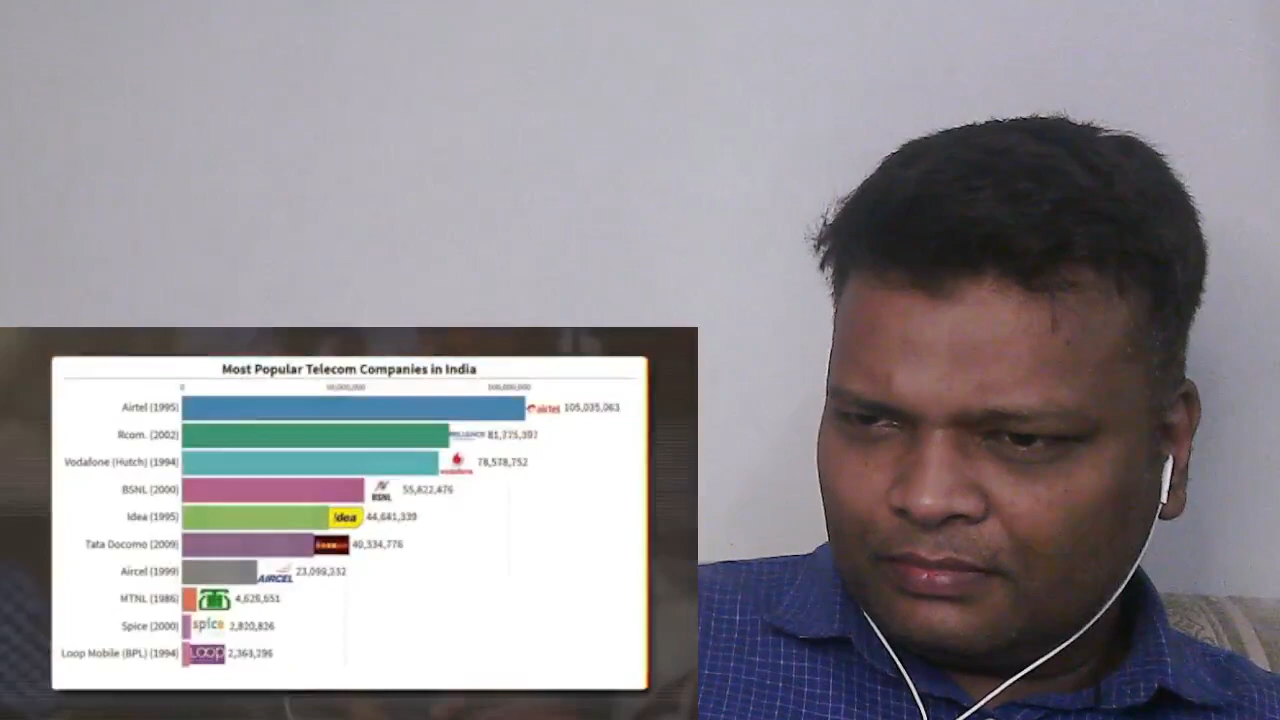 Most Popular Telecom Companies in India
0 50,000,000 100,000,000
Airtel (1995) airtel 105,035,063
Rcom. (2002) RELIANCE 81,775,397
Vodafone (Hutch) (1994) vodafone 78,578,752
BSNL (2000) BSNL 55,822,476
Idea (1995) !dea 44,641,339
Tata Docomo (2009) 40,334,776
Aircel (1999) AIRCEL 23,099,232
MTNL (1986) 4,626,651
Spice (2000) spice 2,820,826
Loop Mobile (BPL) (1994) LOOP 2,363,296